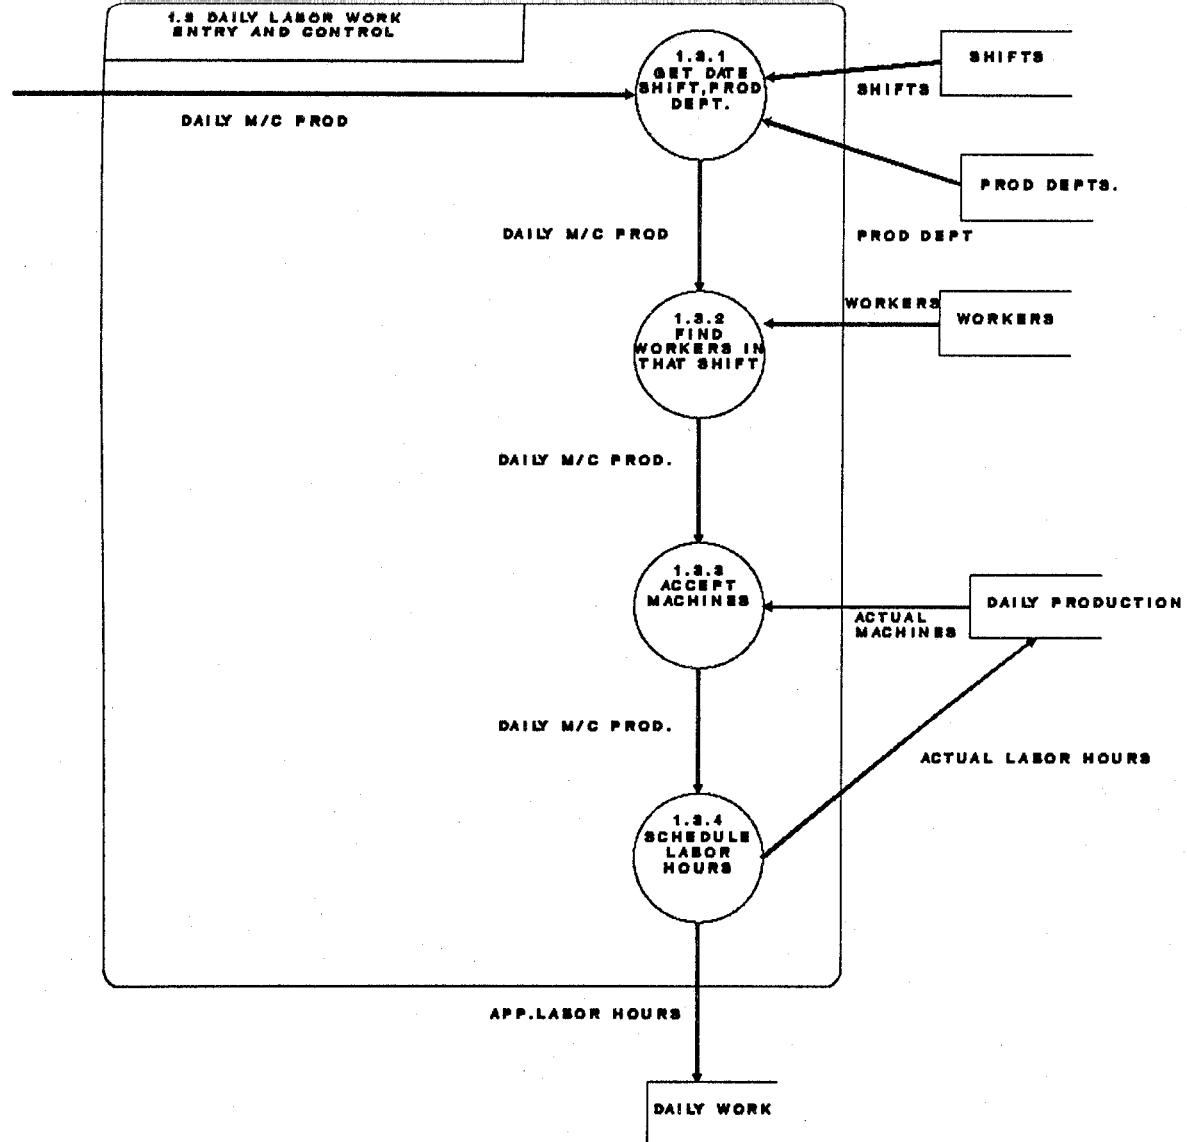 1.3 DAILY LABOR WORK
ENTRY AND CONTROL
1.3.1
GET DATE
SHIFT,PROD
DEPT.
SHIFTS
SHIFTS
DAILY M/C PROD
PROD DEPTS.
DAILY M/C PROD
PROD DEPT
WORKERS
WORKERS
1.3.2
FIND
WORKERS IN
THAT SHIFT
DAILY M/C PROD.
1.3.3
ACCEPT
MACHINES
DAILY PRODUCTION
ACTUAL
MACHINES
DAILY M/C PROD.
ACTUAL LABOR HOURS
1.3.4
SCHEDULE
LABOR
HOURS
APP.LABOR HOURS
DAILY WORK